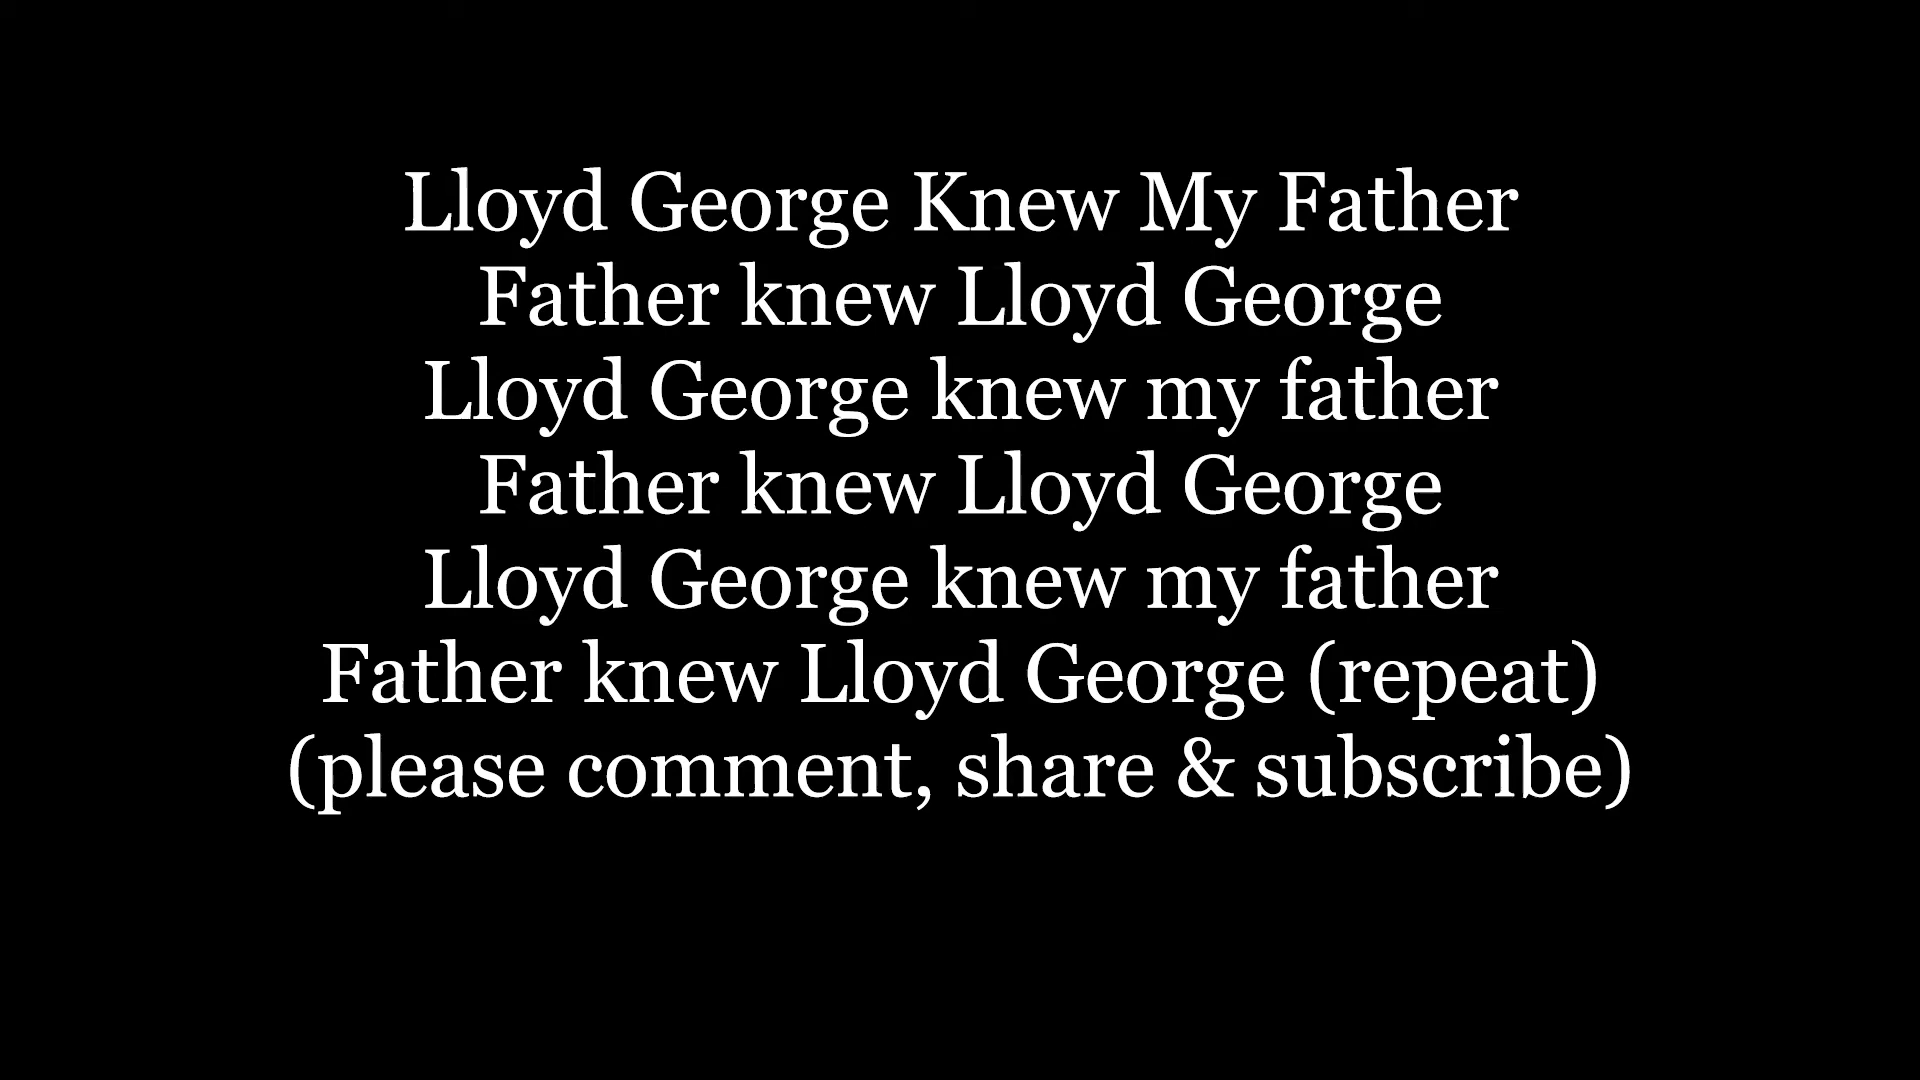 Lloyd George Knew My Father
Father knew Lloyd George
Lloyd George knew my father
Father knew Lloyd George
Lloyd George knew my father
Father knew Lloyd George (repeat)
(please comment, share & subscribe)